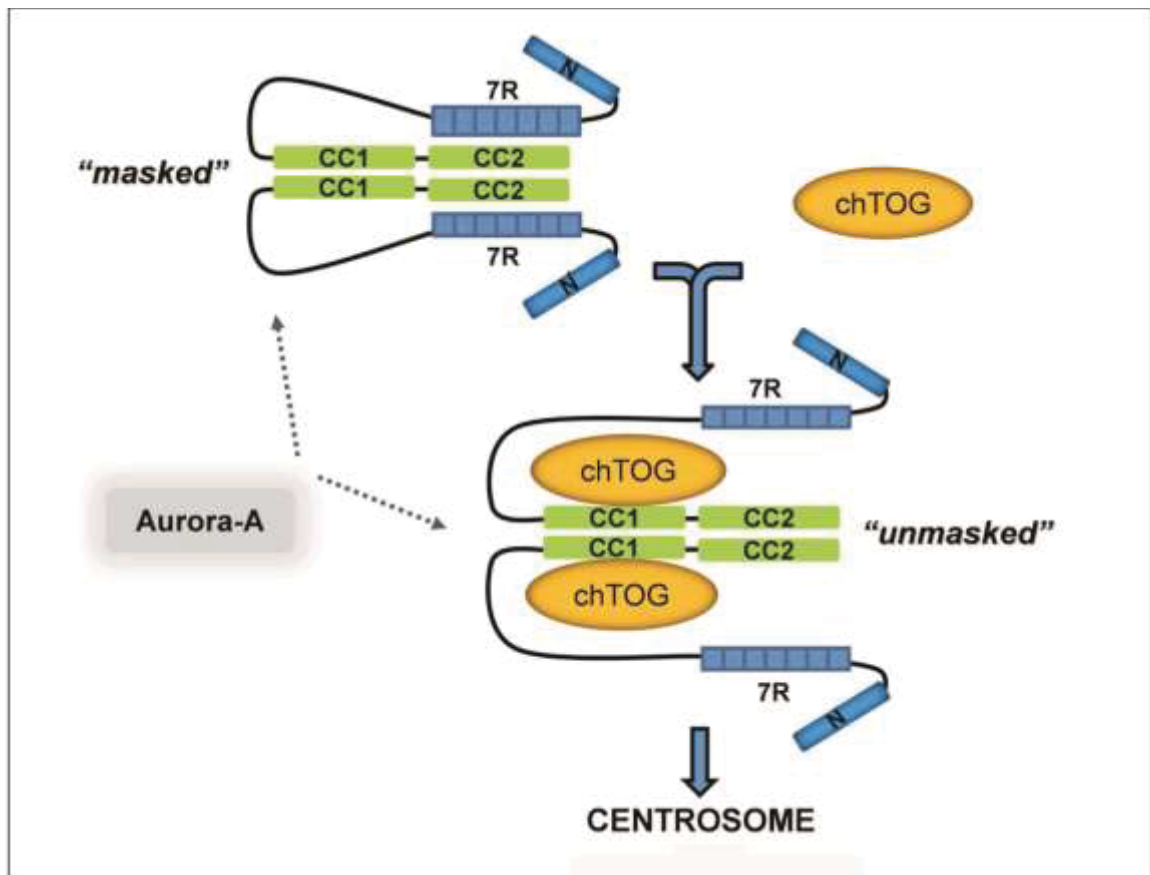 N
7R
“masked”
CC1 CC2
CC1 CC2
7R
N
chTOG
N
7R
chTOG
CC1 CC2
“unmasked”
CC1 CC2
chTOG
7R
N
Aurora-A
CENTROSOME